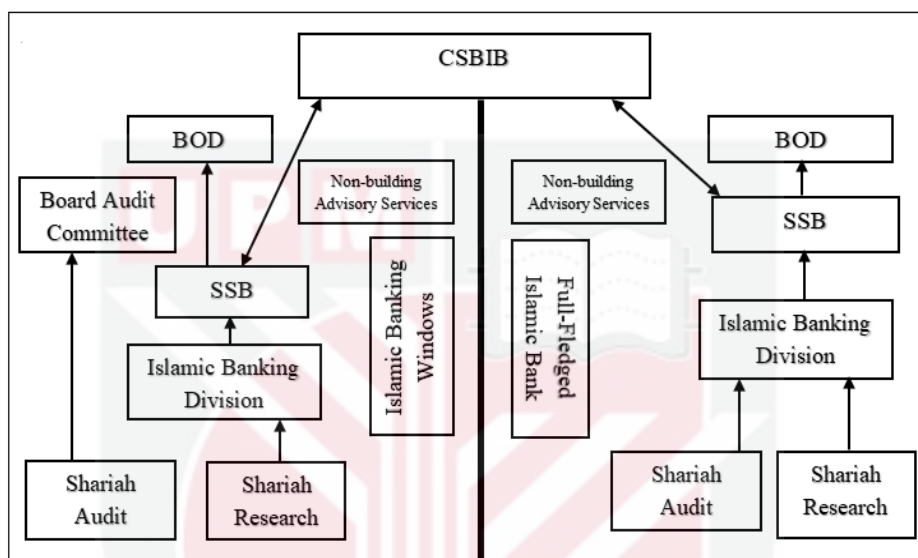 CSBIB
BOD
Board Audit
Committee
SSB
Islamic Banking
Division
Shariah
Audit
Shariah
Research
Non-building
Advisory Services
Islamic Banking
Windows
Non-building
Advisory Services
Full-Fledged
Islamic Bank
BOD
SSB
Islamic Banking
Division
Shariah
Audit
Shariah
Research
UPM